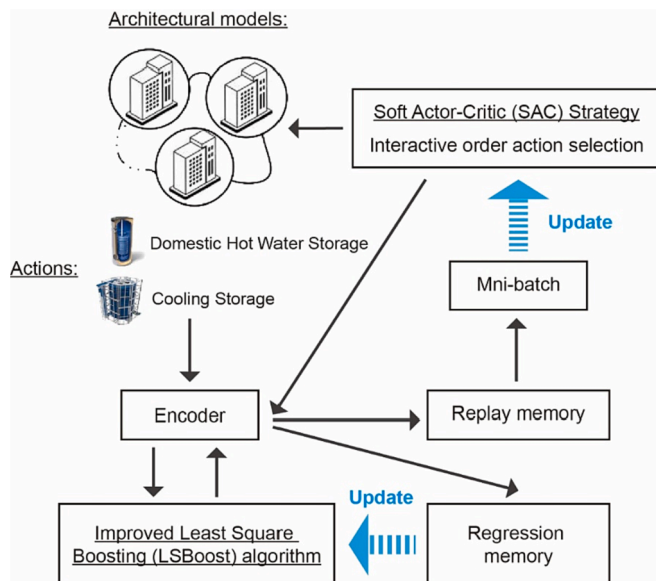 Architectural models:
Soft Actor-Critic (SAC) Strategy
Interactive order action selection
Update
Domestic Hot Water Storage
Actions:
Cooling Storage
Mni-batch
Encoder
Replay memory
Update
Improved Least Square
Boosting (LSBoost) algorithm
Regression
memory